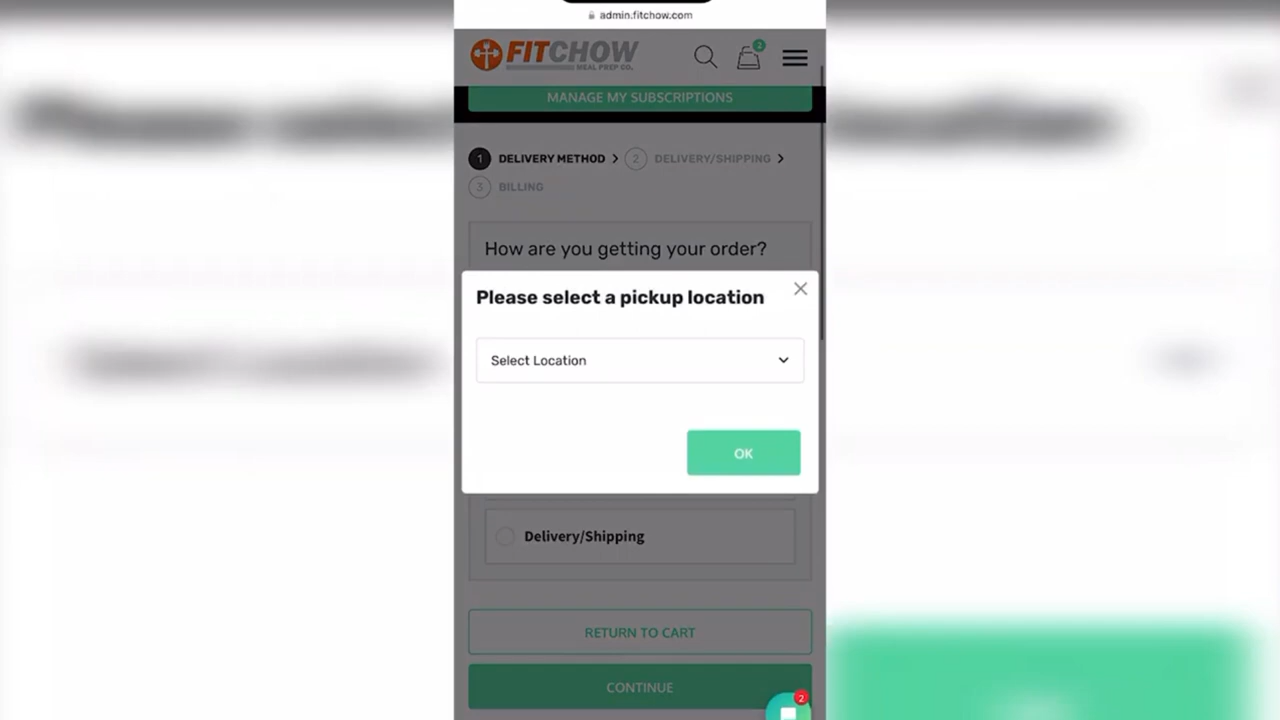 admin.fitchow.com
FITCHOW
MEAL PREP CO.
2
MANAGE MY SUBSCRIPTIONS
1 DELIVERY METHOD 2 DELIVERY/SHIPPING
3 BILLING
How are you getting your order?
Please select a pickup location
Select Location
OK
Delivery/Shipping
RETURN TO CART
CONTINUE
2